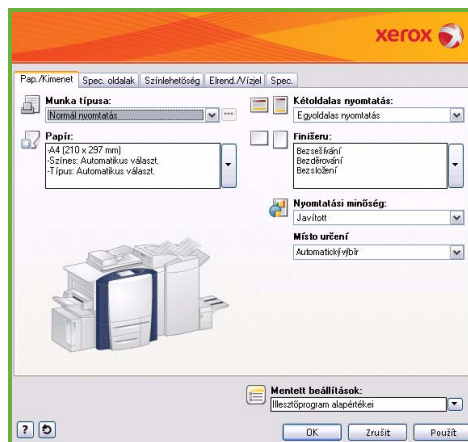 xerox
Pap./Kimenet Spec. oldalak Színlehetőség Elrend./Vízjel Spec.
Munka típusa:
Normál nyomtatás
Papír:
-A4 (210 x 297 mm)
-Színes: Automatikus választ.
-Típus: Automatikus választ.
Kétoldalas nyomtatás:
Egyoldalas nyomtatás
Finišeru:
Bez sešívání
Bez děrování
Bez složení
Nyomtatási minőség:
Javított
Místo určení
Automatický výběr
Mentett beállítások:
Illesztőprogram alapértékei
? OK Zrušit Použít